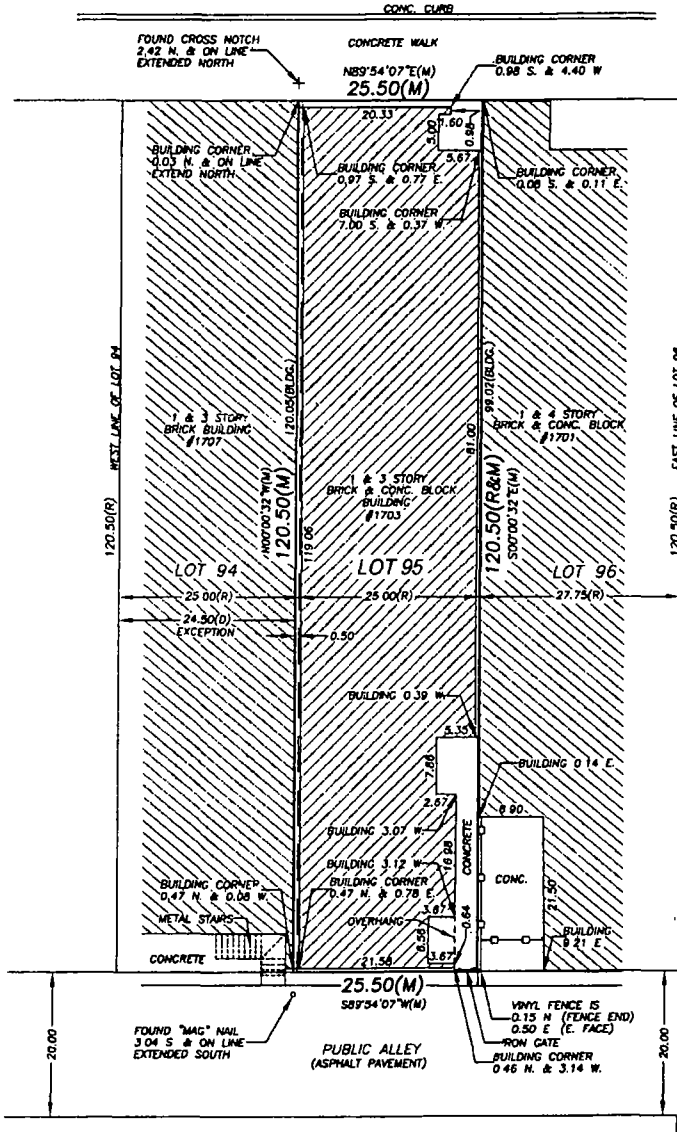 CONC. CURB
FOUND CROSS NOTCH
2.42 N. & ON LINE
EXTENDED NORTH
CONCRETE WALK
BUILDING CORNER
0.98 S. & 4.40 W
N89°54'07"E(M)
25.50(M)
20.33
1.60
5.00
0.98
5.67
BUILDING CORNER
0.03 N. & ON LINE
EXTEND NORTH
BUILDING CORNER
0.97 S. & 0.77 E.
BUILDING CORNER
0.08 S. & 0.11 E.
BUILDING CORNER
7.00 S. & 0.37 W.
WEST LINE OF LOT 94
120.50(R)
1 & 3 STORY
BRICK BUILDING
#1707
120.05(BLDG.)
N00°00'32"W(M)
120.50(M)
119.06
1 & 3 STORY
BRICK & CONC. BLOCK
BUILDING
#1703
81.00
99.02(BLDG.)
120.50(R&M)
S00°00'32"E(M)
1 & 4 STORY
BRICK & CONC. BLOCK
#1701
120.50(R)
LOT 94
LOT 95
LOT 96
25.00(R)
25.00(R)
27.75(R)
24.50(D)
EXCEPTION
0.50
BUILDING 0.39 W.
5.35
7.86
BUILDING 0.14 E.
2.67
6.90
BUILDING 3.07 W.
16.98
CONCRETE
CONC.
21.50
BUILDING 3.12 W.
BUILDING CORNER
0.47 N. & 0.08 W.
BUILDING CORNER
0.47 N. & 0.78 E.
3.67
0.64
METAL STAIRS
OVERHANG
6.56
3.67
BUILDING
9.21 E.
CONCRETE
21.58
25.50(M)
S89°54'07"W(M)
VINYL FENCE IS
0.15 N (FENCE END)
0.50 E (E. FACE)
IRON GATE
BUILDING CORNER
0.46 N. & 3.14 W.
FOUND "MAG" NAIL
3.04 S & ON LINE
EXTENDED SOUTH
PUBLIC ALLEY
(ASPHALT PAVEMENT)
20.00
20.00